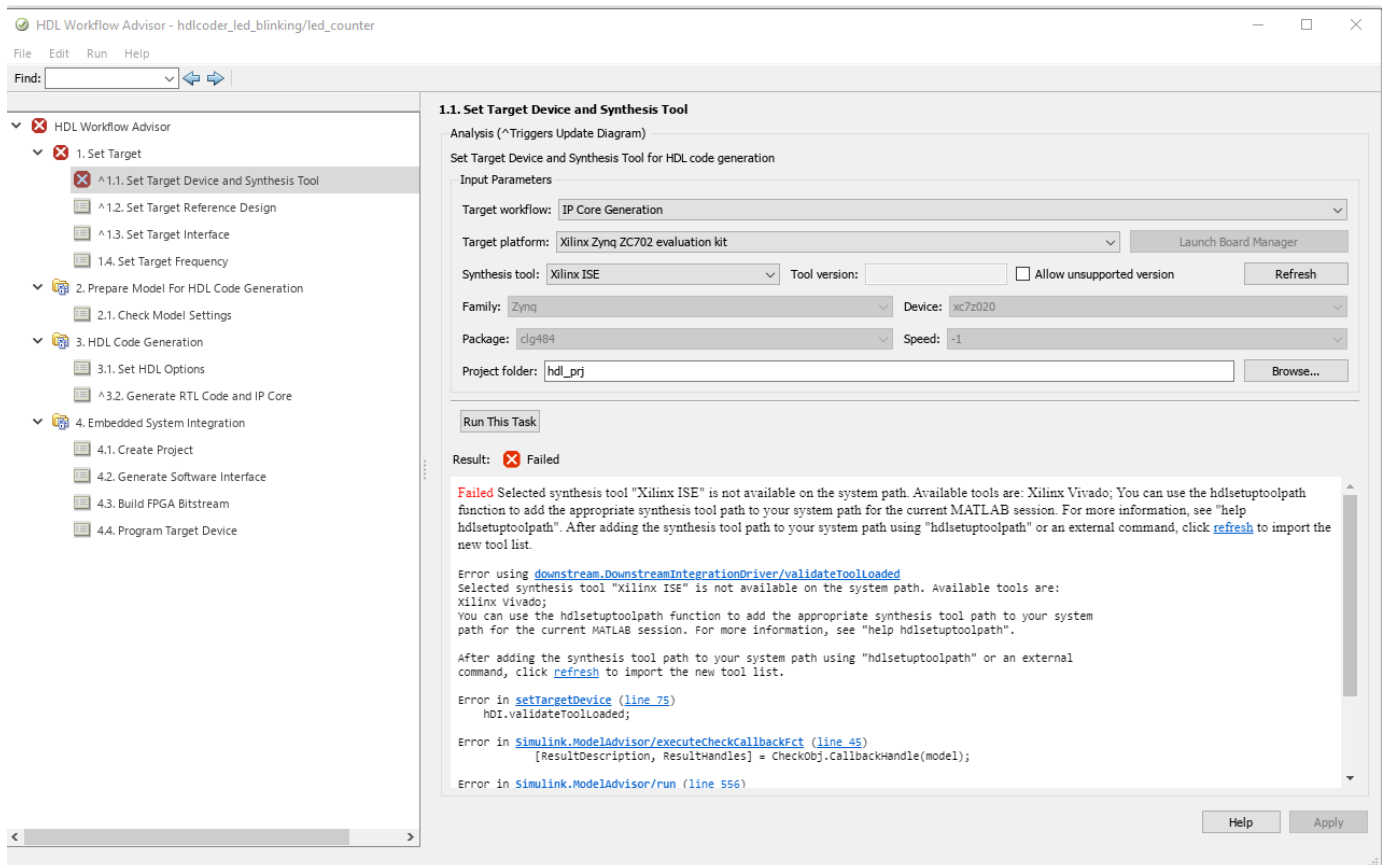 HDL Workflow Advisor - hdlcoder_led_blinking/led_counter
File Edit Run Help
Find:
HDL Workflow Advisor
1. Set Target
^1.1. Set Target Device and Synthesis Tool
^1.2. Set Target Reference Design
^1.3. Set Target Interface
1.4. Set Target Frequency
2. Prepare Model For HDL Code Generation
2.1. Check Model Settings
3. HDL Code Generation
3.1. Set HDL Options
^3.2. Generate RTL Code and IP Core
4. Embedded System Integration
4.1. Create Project
4.2. Generate Software Interface
4.3. Build FPGA Bitstream
4.4. Program Target Device
1.1. Set Target Device and Synthesis Tool
Analysis (^Triggers Update Diagram)
Set Target Device and Synthesis Tool for HDL code generation
Input Parameters
Target workflow: IP Core Generation
Target platform: Xilinx Zynq ZC702 evaluation kit Launch Board Manager
Synthesis tool: Xilinx ISE Tool version: Allow unsupported version Refresh
Family: Zynq Device: xc7z020
Package: clg484 Speed: -1
Project folder: hdl_prj Browse...
Run This Task
Result: Failed
Failed Selected synthesis tool "Xilinx ISE" is not available on the system path. Available tools are: Xilinx Vivado; You can use the hdlsetuptoolpath
function to add the appropriate synthesis tool path to your system path for the current MATLAB session. For more information, see "help
hdlsetuptoolpath". After adding the synthesis tool path to your system path using "hdlsetuptoolpath" or an external command, click refresh to import the
new tool list.
Error using downstream.DownstreamIntegrationDriver/validateToolLoaded
Selected synthesis tool "Xilinx ISE" is not available on the system path. Available tools are:
Xilinx Vivado;
You can use the hdlsetuptoolpath function to add the appropriate synthesis tool path to your system
path for the current MATLAB session. For more information, see "help hdlsetuptoolpath".
After adding the synthesis tool path to your system path using "hdlsetuptoolpath" or an external
command, click refresh to import the new tool list.
Error in setTargetDevice (line 75)
hDI.validateToolLoaded;
Error in Simulink.ModelAdvisor/executeCheckCallbackFct (line 45)
[ResultDescription, ResultHandles] = CheckObj.CallbackHandle(model);
Error in Simulink.ModelAdvisor/run (line 556)
Help Apply